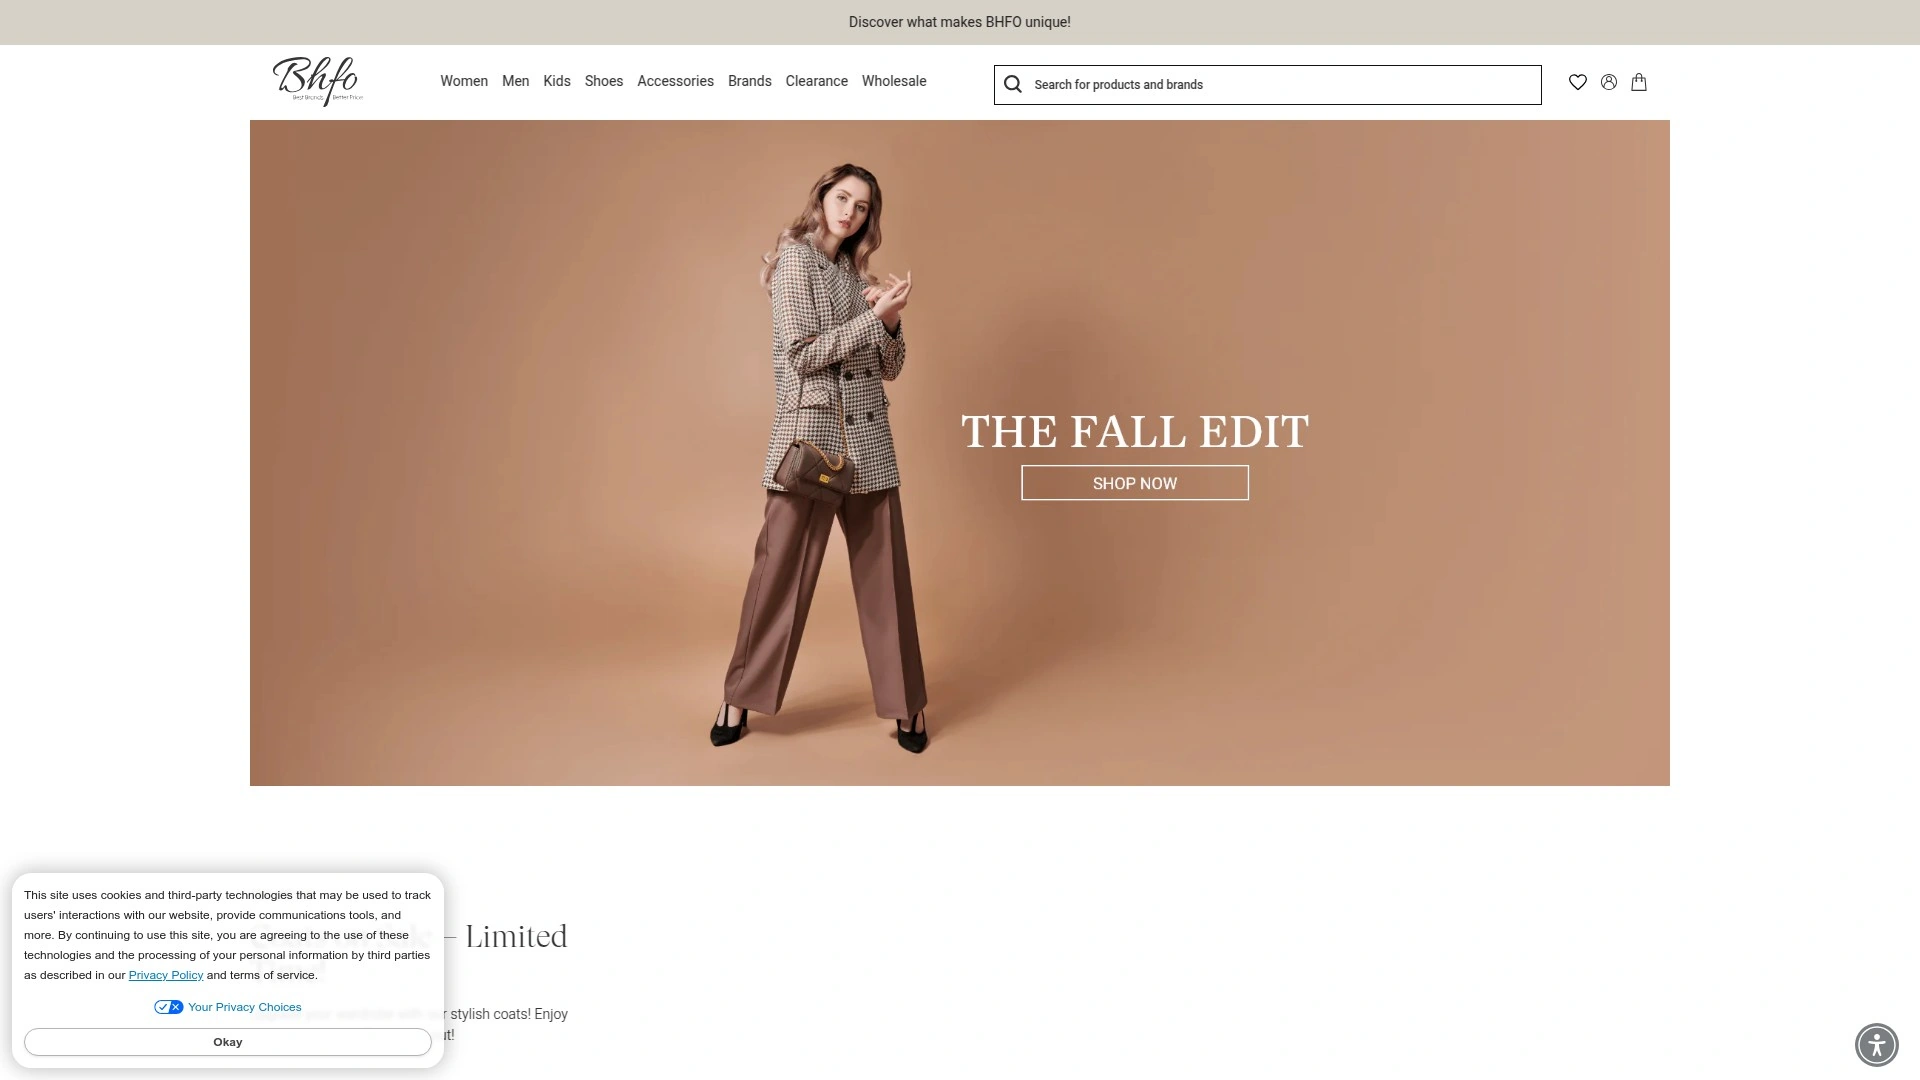 Discover what makes BHFO unique!
Bhfo
Best Brands Better Price
Women Men Kids Shoes Accessories Brands Clearance Wholesale
Search for products and brands
THE FALL EDIT
SHOP NOW
– Limited
stylish coats! Enjoy
This site uses cookies and third-party technologies that may be used to track
users' interactions with our website, provide communications tools, and
more. By continuing to use this site, you are agreeing to the use of these
technologies and the processing of your personal information by third parties
as described in our Privacy Policy and terms of service.
Your Privacy Choices
Okay